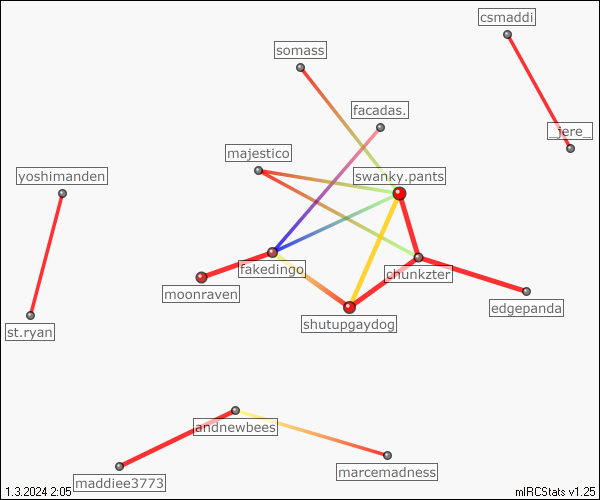 csmaddi
somass
facadas.
_jere_
majestico
yoshimanden
swanky.pants
fakedingo
chunkzter
moonraven
edgepanda
shutupgaydog
st.ryan
andnewbees
marcemadness
maddiee3773
1.3.2024 2:05
mIRCStats v1.25